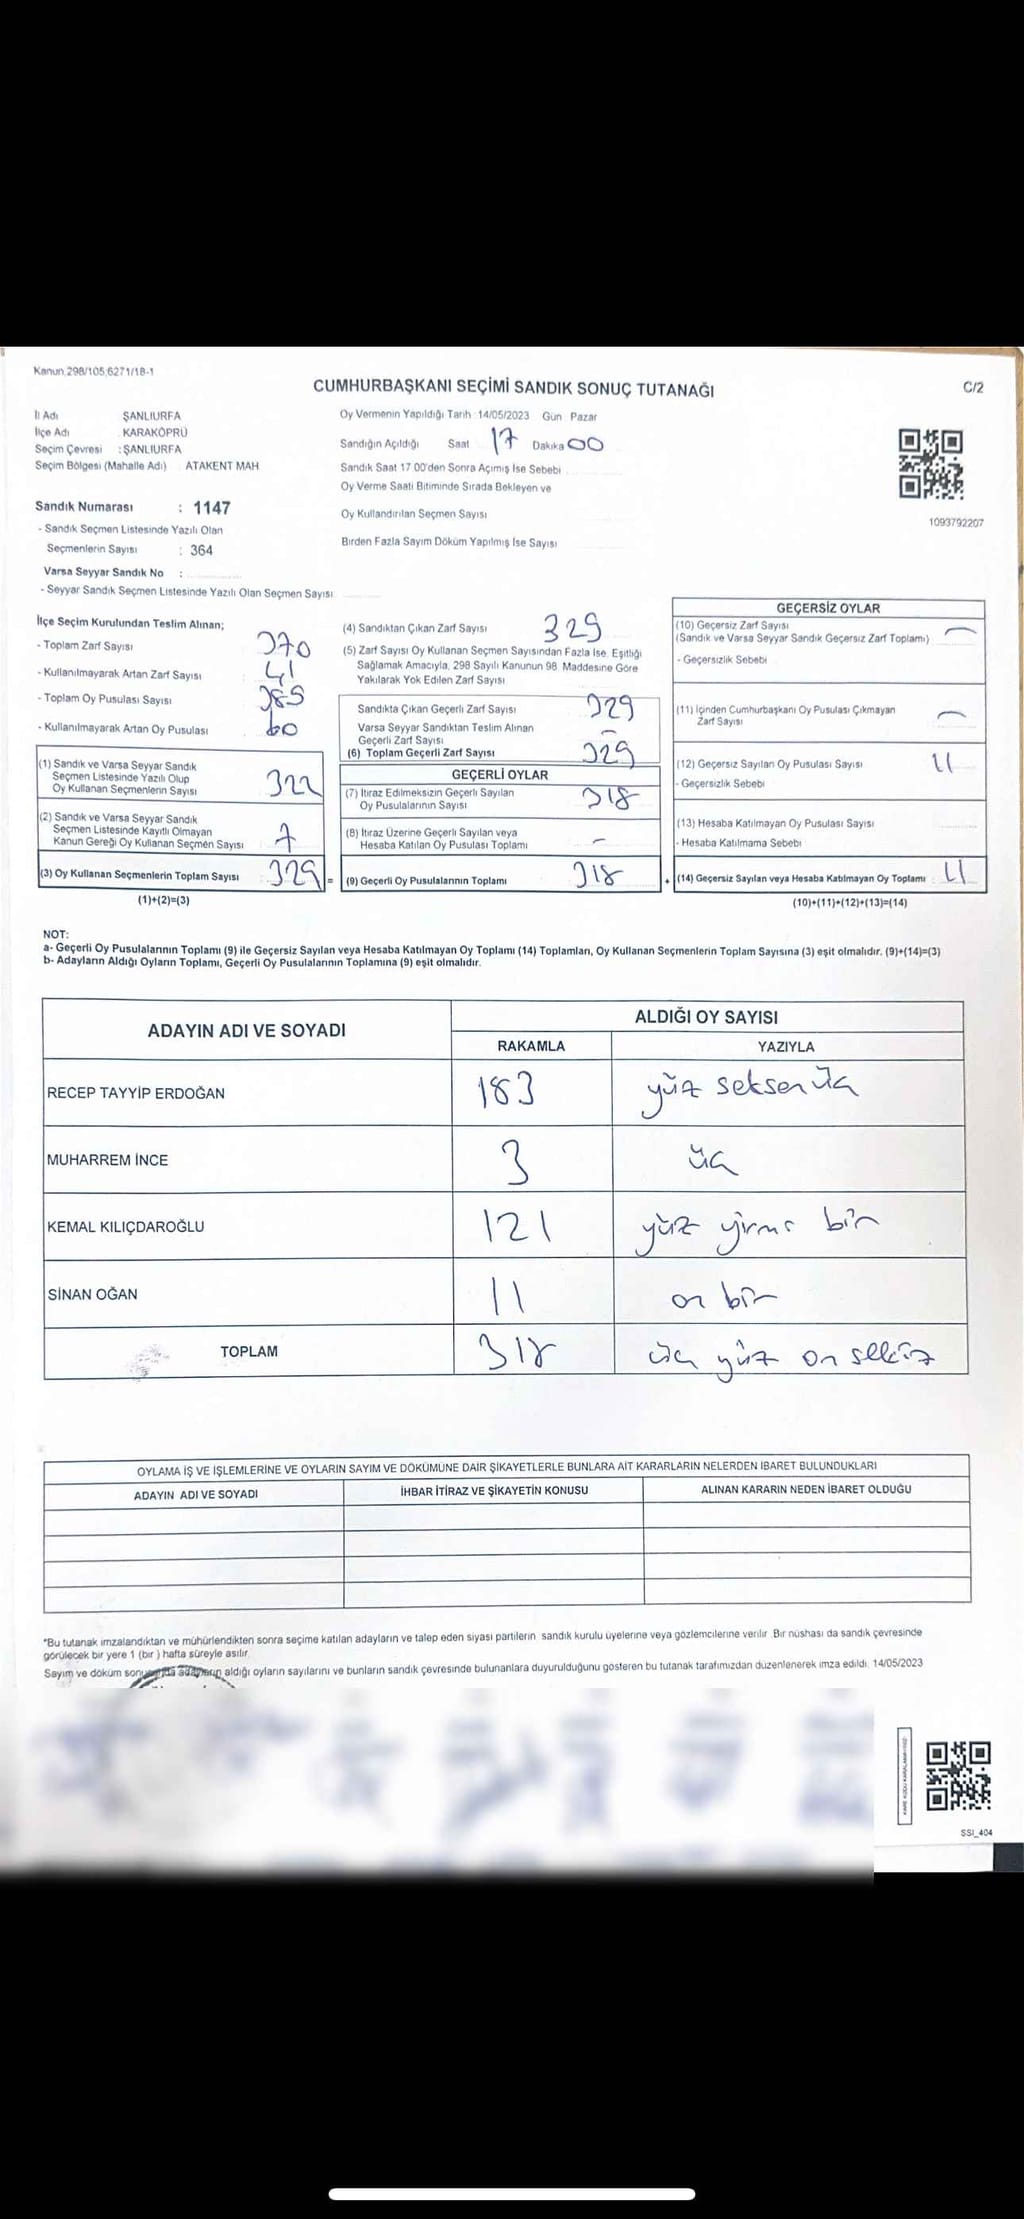 Kanun.298/105,6271/18-1
CUMHURBAŞKANI SEÇİMİ SANDIK SONUÇ TUTANAĞI
C/2
İl Adı ŞANLIURFA
İlçe Adı KARAKÖPRÜ
Seçim Çevresi : ŞANLIURFA
Seçim Bölgesi (Mahalle Adı) ATAKENT MAH
Oy Vermenin Yapıldığı Tarih 14/05/2023 Gün Pazar
Sandığın Açıldığı Saat 17 Dakika 00
Sandık Saat 17 00'den Sonra Açımış İse Sebebi
Oy Verme Saati Bitiminde Sırada Bekleyen ve
Oy Kullandırılan Seçmen Sayısı
Birden Fazla Sayım Döküm Yapılmış İse Sayısı
1093792207
Sandık Numarası : 1147
- Sandık Seçmen Listesinde Yazılı Olan
Seçmenlerin Sayısı : 364
Varsa Seyyar Sandık No :
- Seyyar Sandık Seçmen Listesinde Yazılı Olan Seçmen Sayısı
İlçe Seçim Kurulundan Teslim Alınan;
- Toplam Zarf Sayısı 370
- Kullanılmayarak Artan Zarf Sayısı 41
- Toplam Oy Pusulası Sayısı 385
- Kullanılmayarak Artan Oy Pusulası 60
(1) Sandık ve Varsa Seyyar Sandık
Seçmen Listesinde Yazılı Olup
Oy Kullanan Seçmenlerin Sayısı 322
(2) Sandık ve Varsa Seyyar Sandık
Seçmen Listesinde Kayıtlı Olmayan
Kanun Gereği Oy Kullanan Seçmen Sayısı 7
(3) Oy Kullanan Seçmenlerin Toplam Sayısı 329 =
(1)+(2)=(3)
(4) Sandıktan Çıkan Zarf Sayısı 329
(5) Zarf Sayısı Oy Kullanan Seçmen Sayısından Fazla İse, Eşitliği
Sağlamak Amacıyla, 298 Sayılı Kanunun 98. Maddesine Göre
Yakılarak Yok Edilen Zarf Sayısı
Sandıkta Çıkan Geçerli Zarf Sayısı 329
Varsa Seyyar Sandıktan Teslim Alınan
Geçerli Zarf Sayısı –
(6) Toplam Geçerli Zarf Sayısı 329
GEÇERLİ OYLAR
(7) İtiraz Edilmeksizin Geçerli Sayılan
Oy Pusulalarının Sayısı 318
(8) İtiraz Üzerine Geçerli Sayılan veya
Hesaba Katılan Oy Pusulası Toplamı –
(9) Geçerli Oy Pusulalarının Toplamı 318 +
GEÇERSİZ OYLAR
(10) Geçersiz Zarf Sayısı –
(Sandık ve Varsa Seyyar Sandık Geçersiz Zarf Toplamı)
- Geçersizlik Sebebi
(11) İçinden Cumhurbaşkanı Oy Pusulası Çıkmayan
Zarf Sayısı –
(12) Geçersiz Sayılan Oy Pusulası Sayısı 11
- Geçersizlik Sebebi
(13) Hesaba Katılmayan Oy Pusulası Sayısı
- Hesaba Katılmama Sebebi
(14) Geçersiz Sayılan veya Hesaba Katılmayan Oy Toplamı 11
(10)+(11)+(12)+(13)=(14)
NOT:
a- Geçerli Oy Pusulalarının Toplamı (9) ile Geçersiz Sayılan veya Hesaba Katılmayan Oy Toplamı (14) Toplamları, Oy Kullanan Seçmenlerin Toplam Sayısına (3) eşit olmalıdır. (9)+(14)=(3)
b- Adayların Aldığı Oyların Toplamı, Geçerli Oy Pusulalarının Toplamına (9) eşit olmalıdır.
ADAYIN ADI VE SOYADI
ALDIĞI OY SAYISI
RAKAMLA YAZIYLA
RECEP TAYYİP ERDOĞAN 183 yüz seksen üç
MUHARREM İNCE 3 üç
KEMAL KILIÇDAROĞLU 121 yüz yirmi bir
SİNAN OĞAN 11 on bir
TOPLAM 318 üç yüz on sekiz
OYLAMA İŞ VE İŞLEMLERİNE VE OYLARIN SAYIM VE DÖKÜMÜNE DAİR ŞİKAYETLERLE BUNLARA AİT KARARLARIN NELERDEN İBARET BULUNDUKLARI
ADAYIN ADI VE SOYADI İHBAR İTİRAZ VE ŞİKAYETİN KONUSU ALINAN KARARIN NEDEN İBARET OLDUĞU
*Bu tutanak imzalandıktan ve mühürlendikten sonra seçime katılan adayların ve talep eden siyasi partilerin sandık kurulu üyelerine veya gözlemcilerine verilir. Bir nüshası da sandık çevresinde
görülecek bir yere 1 (bir ) hafta süreyle asılır.
Sayım ve döküm sonunda adayların aldığı oyların sayılarını ve bunların sandık çevresinde bulunanlara duyurulduğunu gösteren bu tutanak tarafımızdan düzenlenerek imza edildi. 14/05/2023
SSİ_404